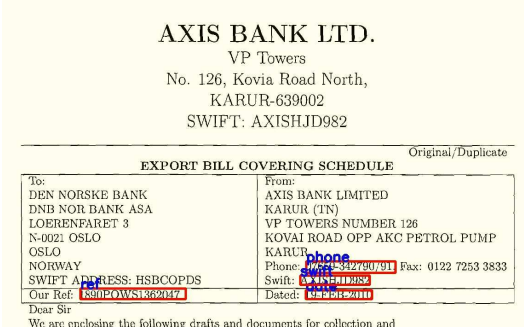 AXIS BANK LTD.
VP Towers
No. 126, Kovia Road North,
KARUR-639002
SWIFT: AXISHJD982
Original/Duplicate
EXPORT BILL COVERING SCHEDULE
To:
DEN NORSKE BANK
DNB NOR BANK ASA
LOERENFARET 3
N-0021 OSLO
OSLO
NORWAY
SWIFT ADDRESS: HSBCOPDS
ref
Our Ref: 1890POWS1362047
From:
AXIS BANK LIMITED
KARUR (TN)
VP TOWERS NUMBER 126
KOVAI ROAD OPP AKC PETROL PUMP
KARUR
phone
Phone: Fax: 0122 7253 3833
swift
Swift: AXISHJD982
date
Dated: 19-FEB-2010
Dear Sir
We are enclosing the following drafts and documents for collection and